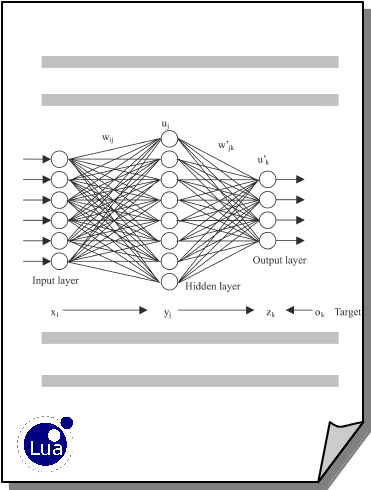 u_j
w_ij
w'_jk
u'_k
Output layer
Input layer
Hidden layer
x_i y_j z_k o_k Target
Lua